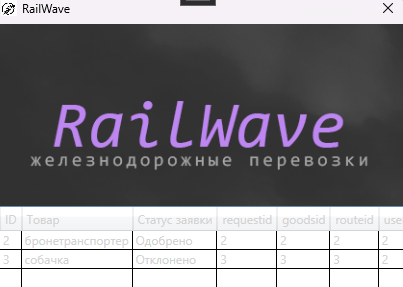 RailWave
RailWave
железнодорожные перевозки
ID Товар Статус заявки requestid goodsid routeid use
2 бронетранспортер Одобрено 2 2 2 2
3 собачка Отклонено 3 3 3 2